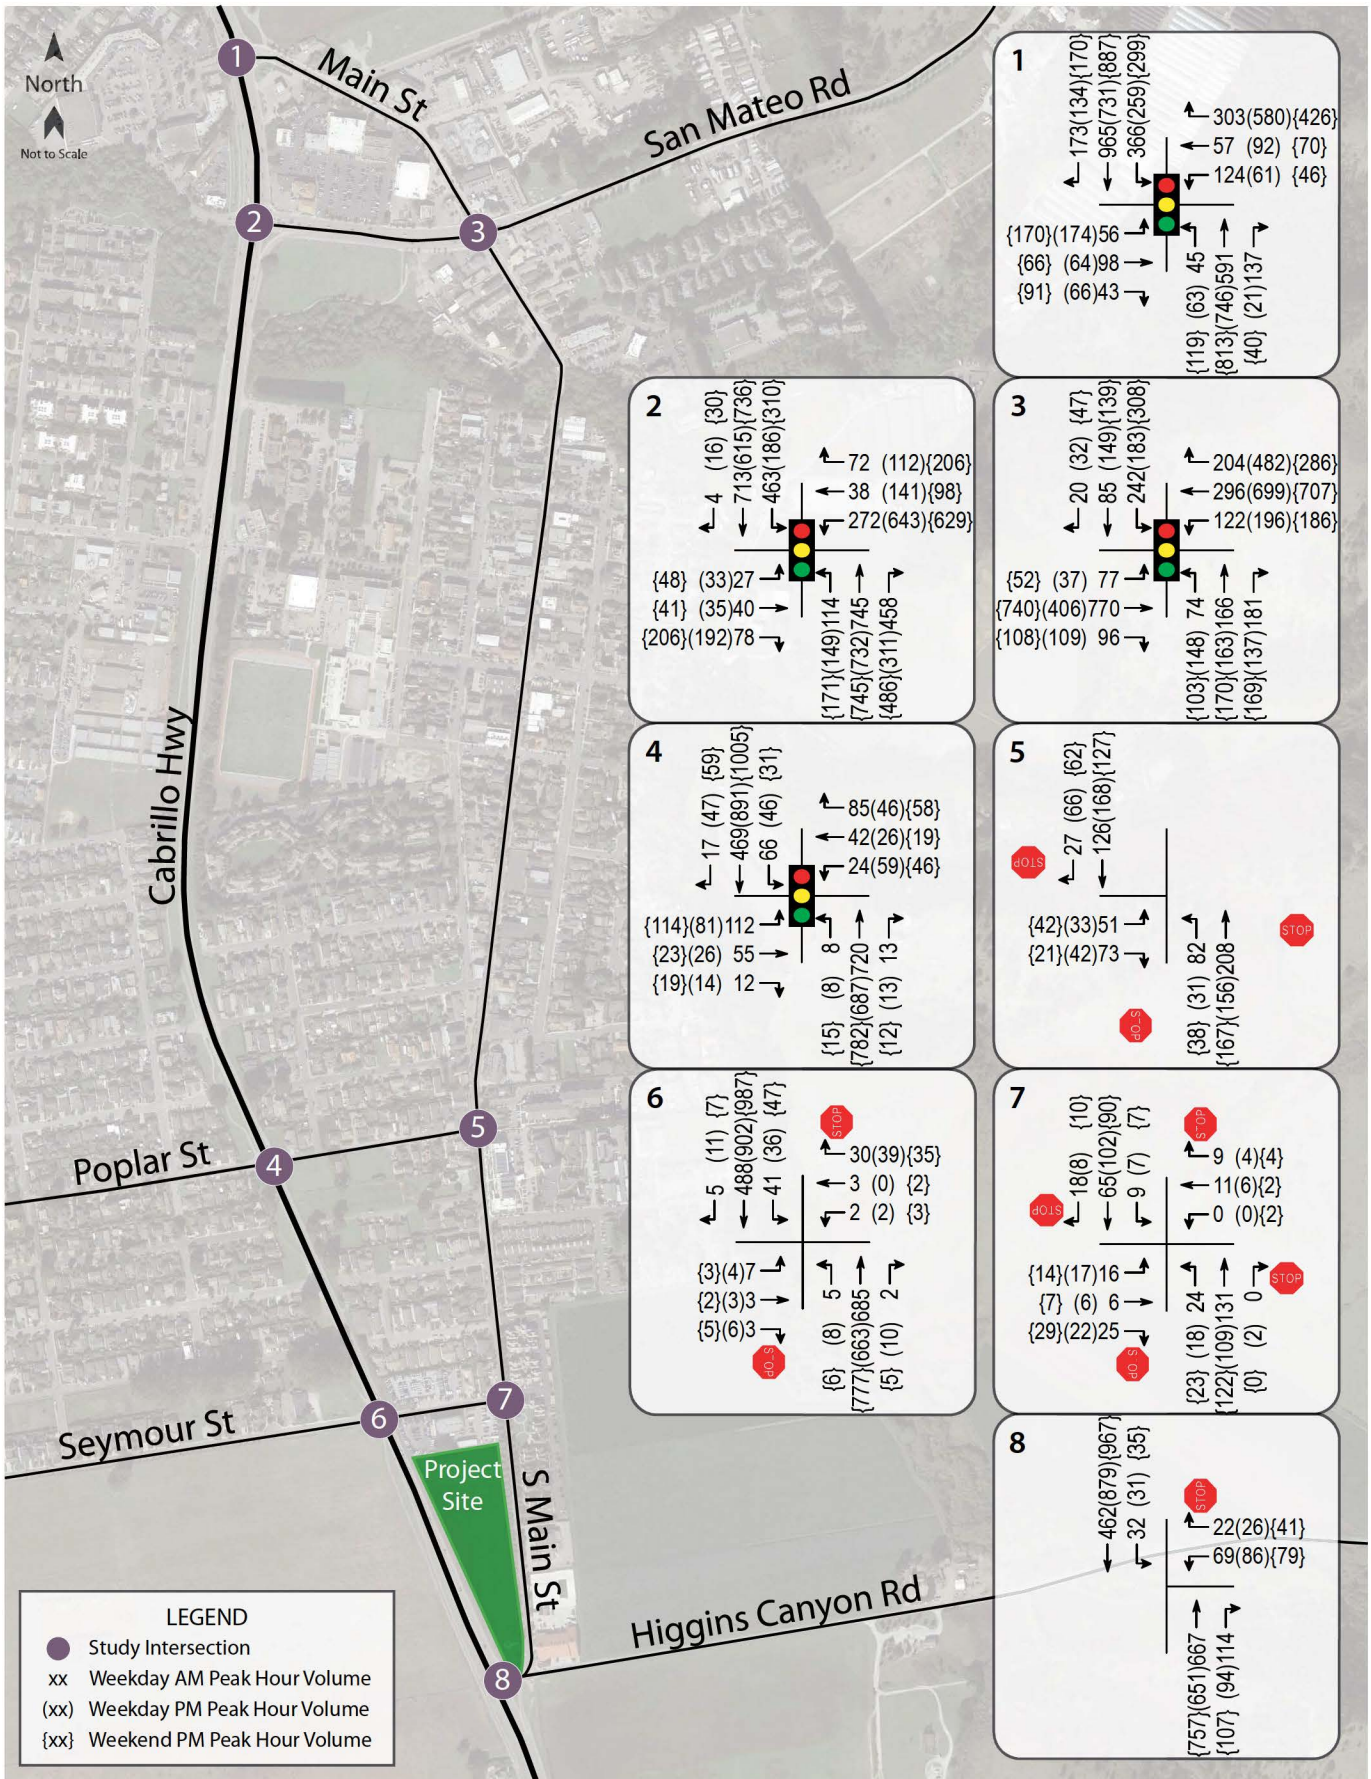 North
Not to Scale
1
Main St
San Mateo Rd
2
3
Cabrillo Hwy
Poplar St
4
5
Seymour St
6
7
Project
Site
S Main St
Higgins Canyon Rd
8
LEGEND
Study Intersection
xx Weekday AM Peak Hour Volume
(xx) Weekday PM Peak Hour Volume
{xx} Weekend PM Peak Hour Volume
1
173(134){170}
965(731){887}
366(259){299}
303(580){426}
57 (92) {70}
124(61) {46}
{170}(174)56
{66} (64)98
{91} (66)43
{119} (63) 45
{813}(746)591
{40} (21)137
2
4 (16) {30}
713(615){736}
463(186){310}
72 (112){206}
38 (141){98}
272(643){629}
{48} (33)27
{41} (35)40
{206}(192)78
{171}(149)114
{745}(732)745
{486}(311)458
3
20 (32) {47}
85 (149){139}
242(183){308}
204(482){286}
296(699){707}
122(196){186}
{52} (37) 77
{740}(406)770
{108}(109) 96
{103}(148) 74
{170}(163)166
{169}(137)181
4
17 (47) {59}
469(891){1005}
66 (46) {31}
85(46){58}
42(26){19}
24(59){46}
{114}(81)112
{23}(26) 55
{19}(14) 12
{15} (8) 8
{782}(687)720
{12} (13) 13
5
27 (66) {62}
126(168){127}
STOP
{42}(33)51
{21}(42)73
STOP
STOP
{38} (31) 82
{167}(156)208
6
5 (11) {7}
488(902){987}
41 (36) {47}
STOP
30(39){35}
3 (0) {2}
2 (2) {3}
{3}(4)7
{2}(3)3
{5}(6)3
STOP
{6} (8) 5
{777}(663)685
{5} (10) 2
7
18(8) {10}
65(102){90}
9 (7) {7}
STOP
STOP
9 (4){4}
11(6){2}
0 (0){2}
{14}(17)16
{7} (6) 6
{29}(22)25
STOP
STOP
{23} (18) 24
{122}(109)131
{0} (2) 0
8
462(879){967}
32 (31) {35}
STOP
22(26){41}
69(86){79}
{757}(651)667
{107} (94)114